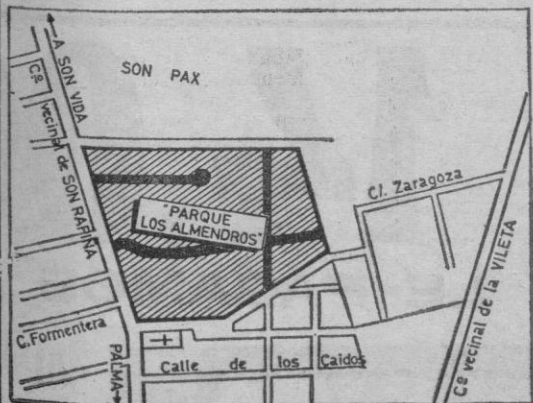 A SON VIDA
SON PAX
Cº vecinal de SON RAPIÑA
"PARQUE
LOS ALMENDROS"
C/. Zaragoza
Cº vecinal de la VILETA
C. Formentera
Calle de los Caidos
PALMA